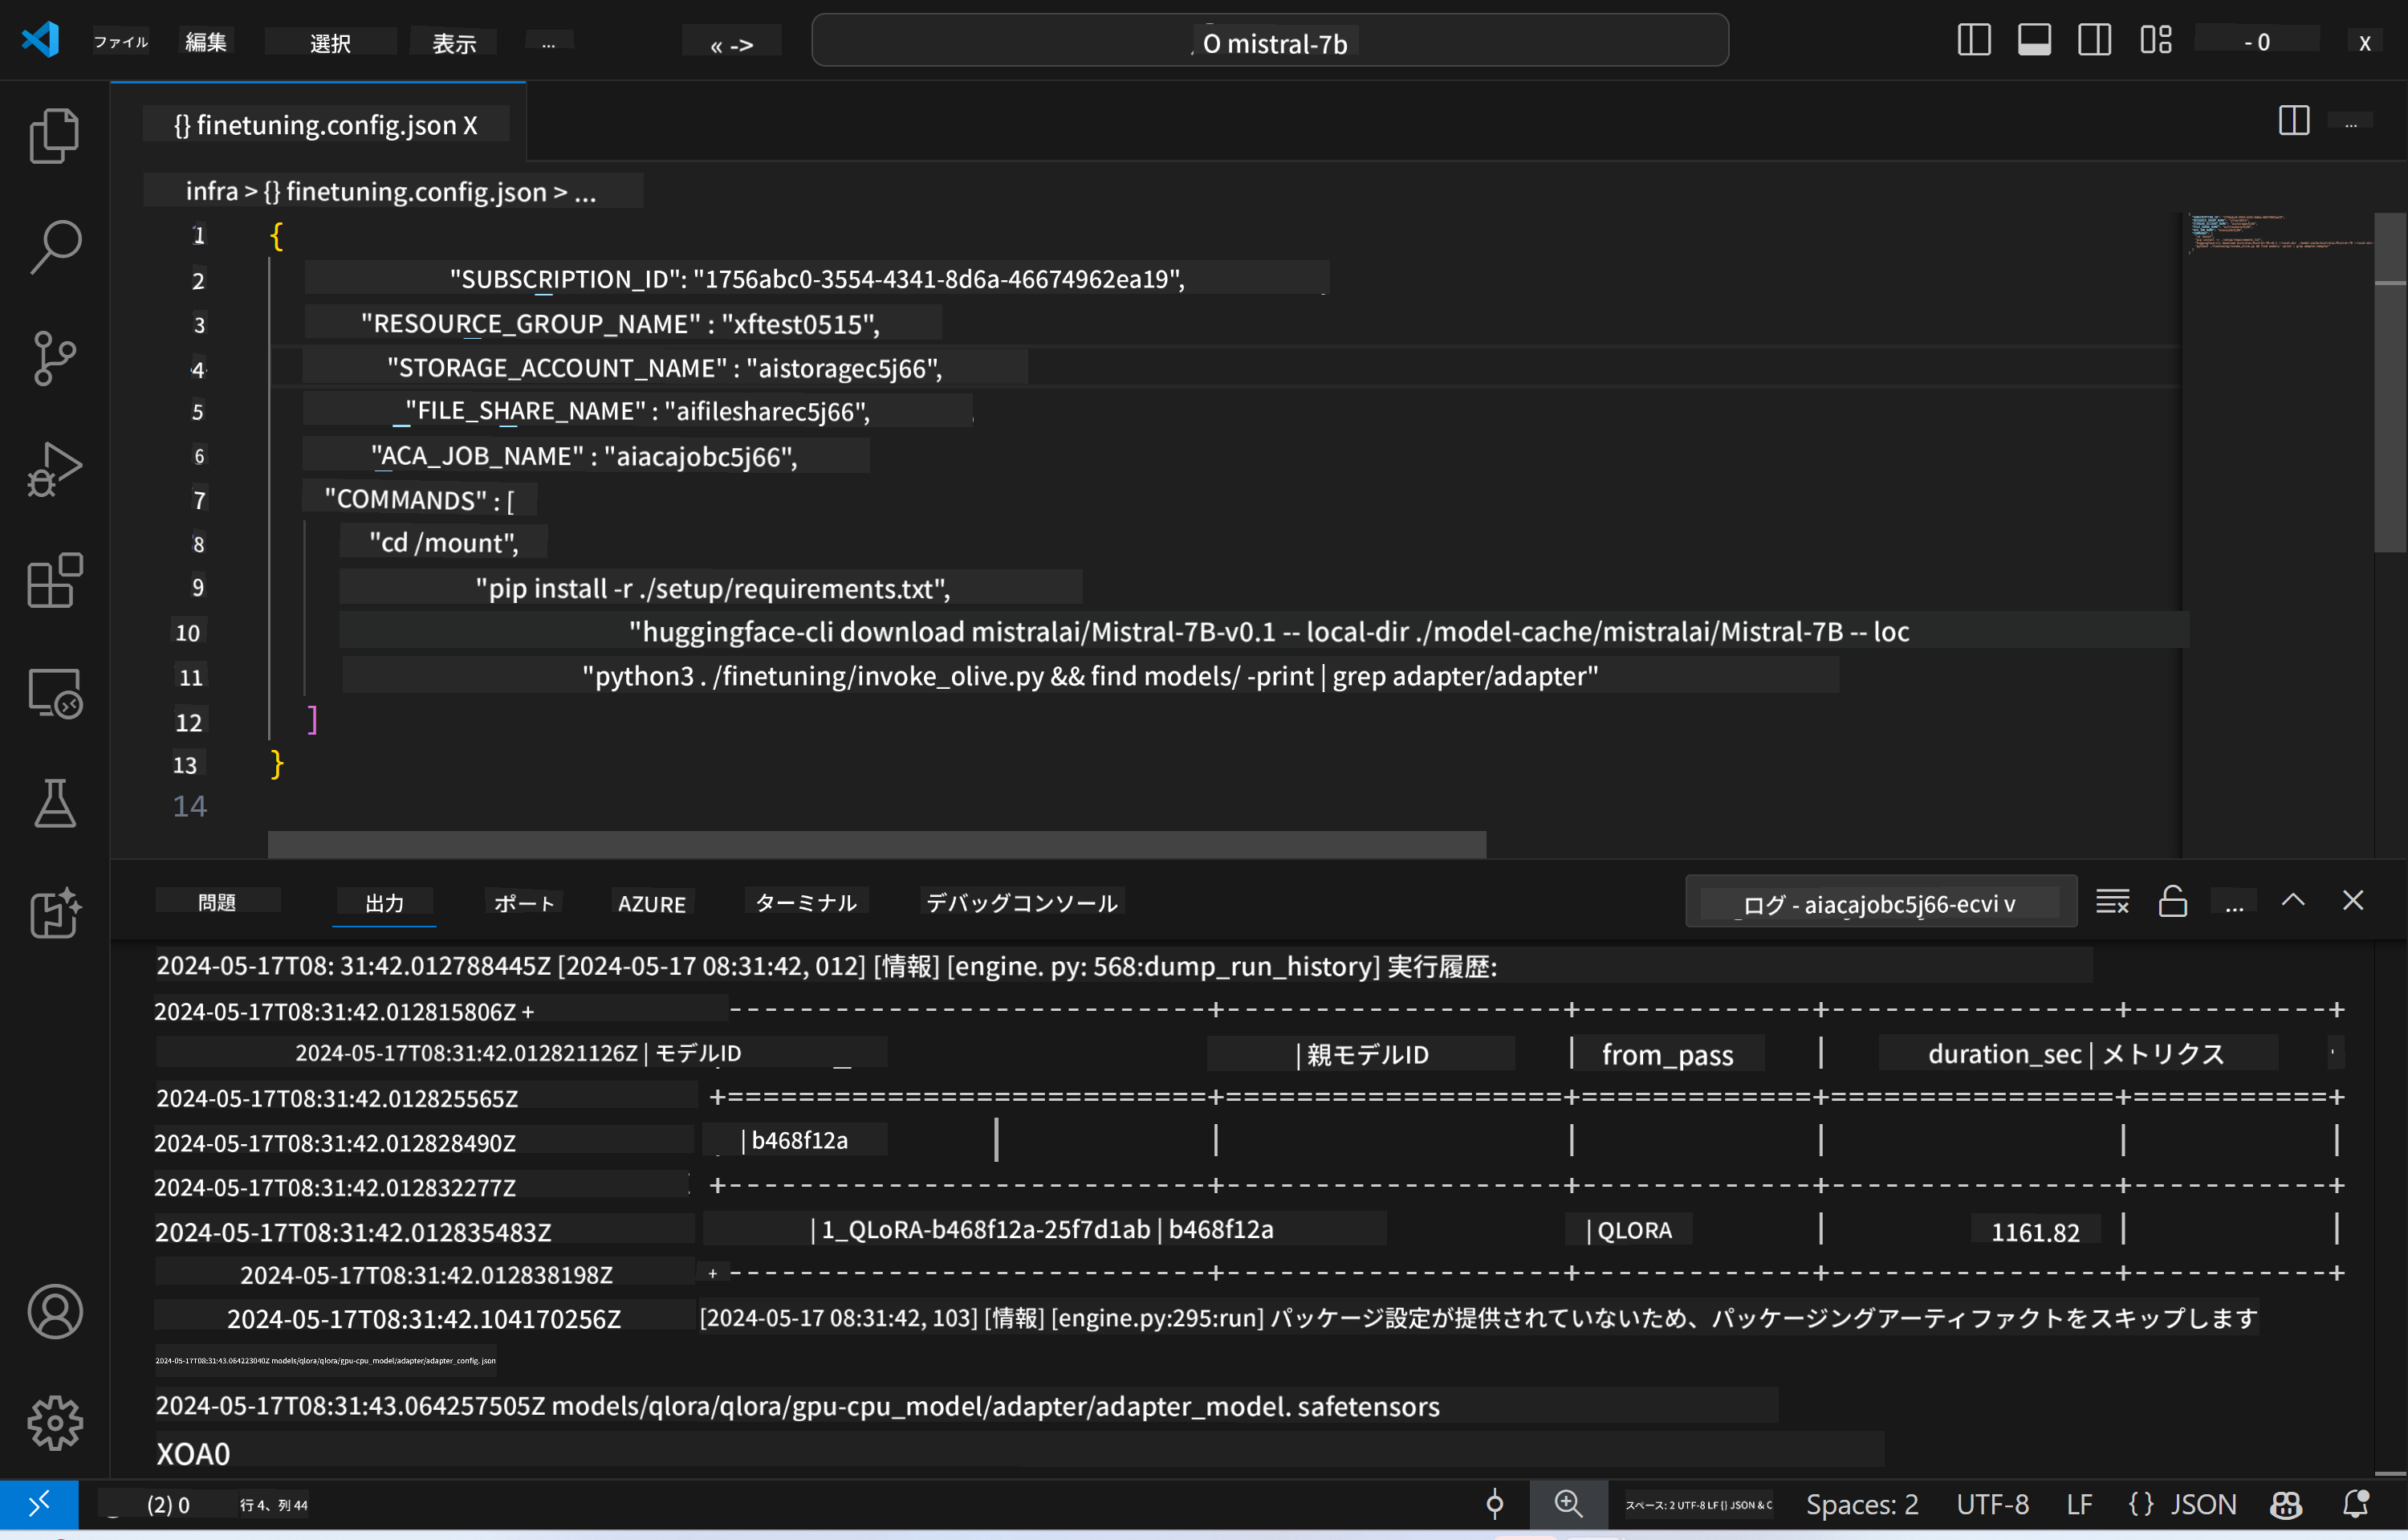 ファイル 編集 選択 表示 ... « -> O mistral-7b - 0 x
{} finetuning.config.json X ...
infra > {} finetuning.config.json > ...
1 {
2 "SUBSCRIPTION_ID": "1756abc0-3554-4341-8d6a-46674962ea19",
3 "RESOURCE_GROUP_NAME" : "xftest0515",
4 "STORAGE_ACCOUNT_NAME" : "aistoragec5j66",
5 "FILE_SHARE_NAME" : "aifilesharec5j66",
6 "ACA_JOB_NAME" : "aiacajobc5j66",
7 "COMMANDS" : [
8 "cd /mount",
9 "pip install -r ./setup/requirements.txt",
10 "huggingface-cli download mistralai/Mistral-7B-v0.1 -- local-dir ./model-cache/mistralai/Mistral-7B -- loc
11 "python3 . /finetuning/invoke_olive.py && find models/ -print | grep adapter/adapter"
12 ]
13 }
14
問題 出力 ポート AZURE ターミナル デバッグコンソール ログ - aiacajobc5j66-ecvi v ...
2024-05-17T08: 31:42.012788445Z [2024-05-17 08:31:42, 012] [情報] [engine. py: 568:dump_run_history] 実行履歴:
2024-05-17T08:31:42.012815806Z + ---------------------------+-------------------+-------------+----------------+-----------+
2024-05-17T08:31:42.012821126Z | モデルID | 親モデルID | from_pass | duration_sec | メトリクス
2024-05-17T08:31:42.012825565Z +===========================+===================+=============+================+===========+
2024-05-17T08:31:42.012828490Z | b468f12a | | | | | |
2024-05-17T08:31:42.012832277Z +---------------------------+-------------------+-------------+----------------+-----------+
2024-05-17T08:31:42.012835483Z | 1_QLoRA-b468f12a-25f7d1ab | b468f12a | QLORA | 1161.82 | |
2024-05-17T08:31:42.012838198Z + ---------------------------+-------------------+-------------+----------------+-----------+
2024-05-17T08:31:42.104170256Z [2024-05-17 08:31:42, 103] [情報] [engine.py:295:run] パッケージ設定が提供されていないため、パッケージングアーティファクトをスキップします
2024-05-17T08:31:43.064223040Z models/qlora/qlora/gpu-cpu_model/adapter/adapter_config. json
2024-05-17T08:31:43.064257505Z models/qlora/qlora/gpu-cpu_model/adapter/adapter_model. safetensors
XOA0
(2) 0 行 4、列 44 スペース: 2 UTF-8 LF {} JSON & C Spaces: 2 UTF-8 LF {} JSON